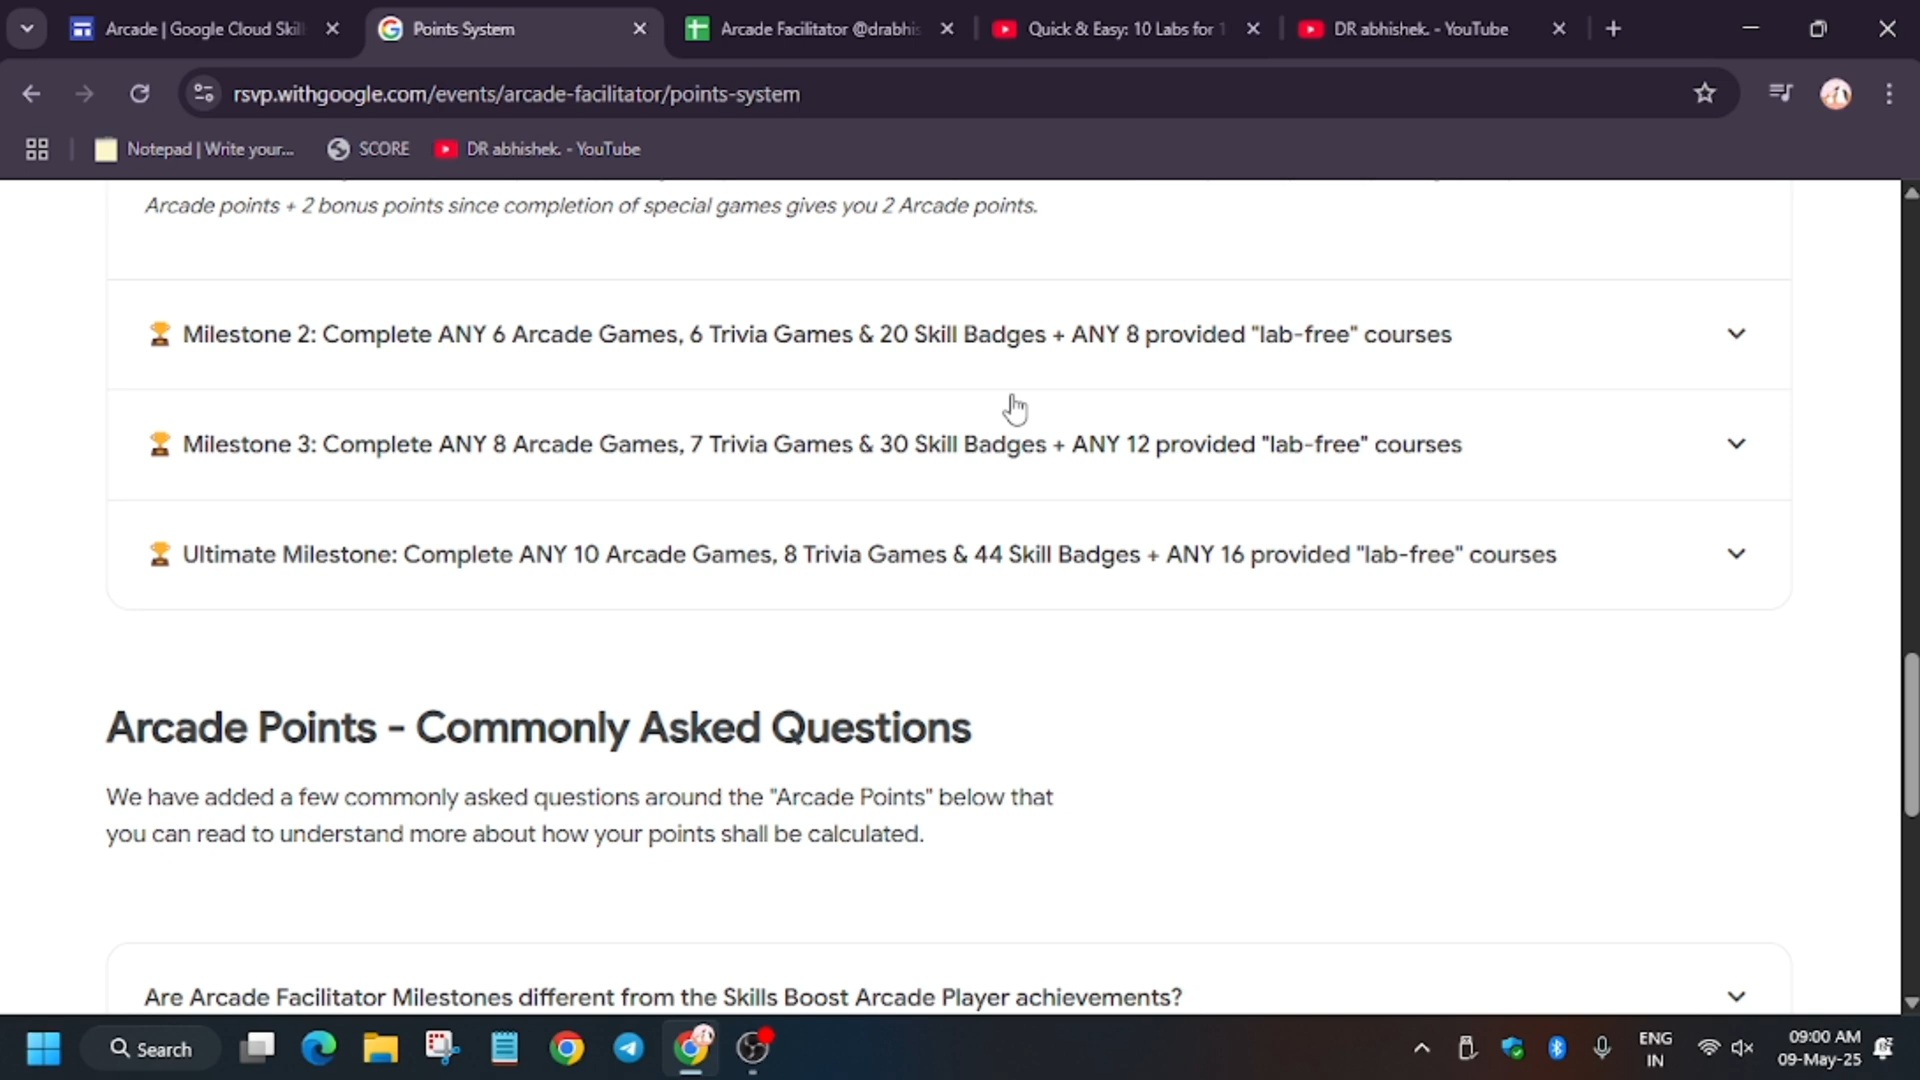 Arcade | Google Cloud Skil
Points System
Arcade Facilitator @drabhis
Quick & Easy: 10 Labs for 1
DR abhishek. - YouTube
rsvp.withgoogle.com/events/arcade-facilitator/points-system
Notepad | Write your...
SCORE
DR abhishek. - YouTube
Arcade points + 2 bonus points since completion of special games gives you 2 Arcade points.
Milestone 2: Complete ANY 6 Arcade Games, 6 Trivia Games & 20 Skill Badges + ANY 8 provided "lab-free" courses
Milestone 3: Complete ANY 8 Arcade Games, 7 Trivia Games & 30 Skill Badges + ANY 12 provided "lab-free" courses
Ultimate Milestone: Complete ANY 10 Arcade Games, 8 Trivia Games & 44 Skill Badges + ANY 16 provided "lab-free" courses
Arcade Points - Commonly Asked Questions
We have added a few commonly asked questions around the "Arcade Points" below that
you can read to understand more about how your points shall be calculated.
Are Arcade Facilitator Milestones different from the Skills Boost Arcade Player achievements?
Search
ENG
IN
09:00 AM
09-May-25